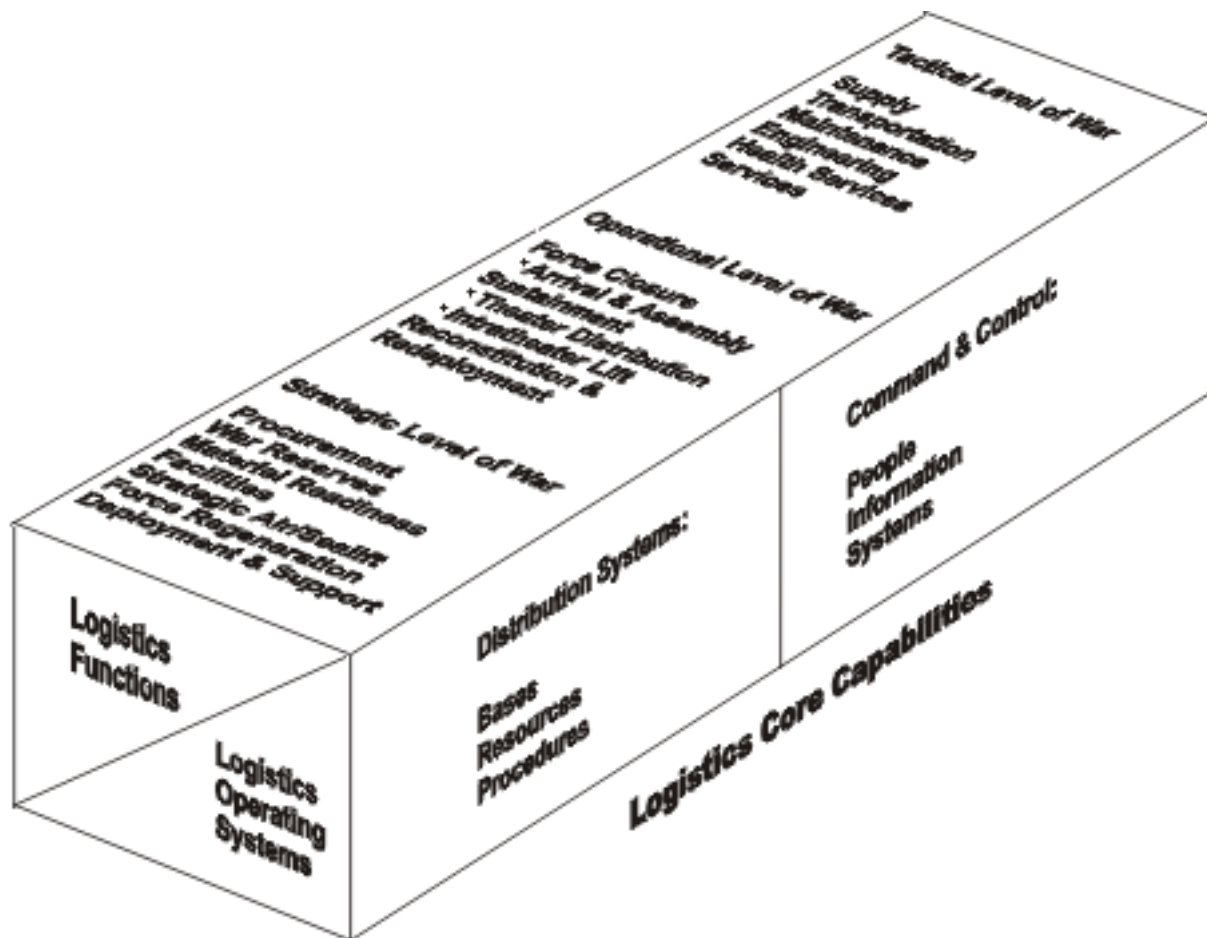 Tactical Level of War
Supply
Transportation
Maintenance
Engineering
Health Services
Services
Operational Level of War
Force Closure
* Arrival & Assembly
Sustainment
* Theater Distribution
* Intratheater Lift
Reconstitution &
Redeployment
Strategic Level of War
Procurement
War Reserves
Material Readiness
Facilities
Strategic Air/Sealift
Force Regeneration
Deployment & Support
Logistics
Functions
Logistics
Operating
Systems
Distribution Systems:
Bases
Resources
Procedures
Command & Control:
People
Information
Systems
Logistics Core Capabilities